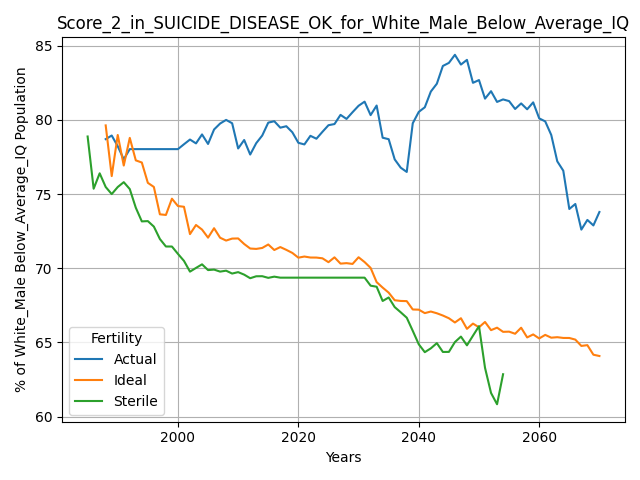 Score_2_in_SUICIDE_DISEASE_OK_for_White_Male_Below_Average_IQ
% of White_Male Below_Average_IQ Population
85
80
75
70
65
60
Fertility
Actual
Ideal
Sterile
2000
2020
2040
2060
Years